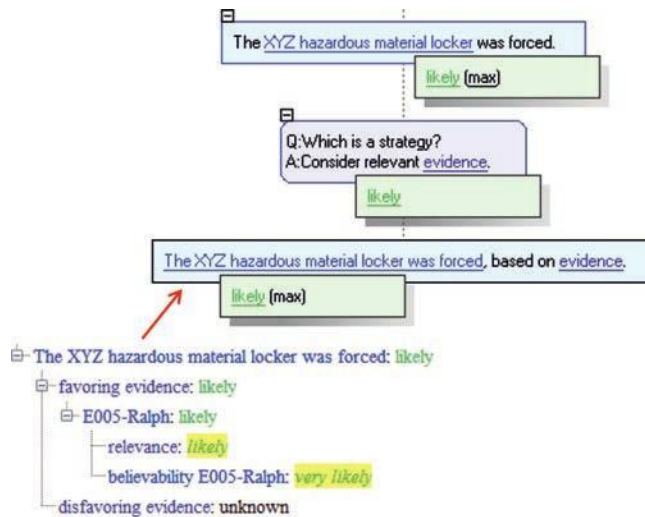 The XYZ hazardous material locker was forced.
likely (max)
Q:Which is a strategy?
A:Consider relevant evidence.
likely
The XYZ hazardous material locker was forced, based on evidence.
likely (max)
The XYZ hazardous material locker was forced: likely
favoring evidence: likely
E005-Ralph: likely
relevance: likely
believability E005-Ralph: very likely
disfavoring evidence: unknown